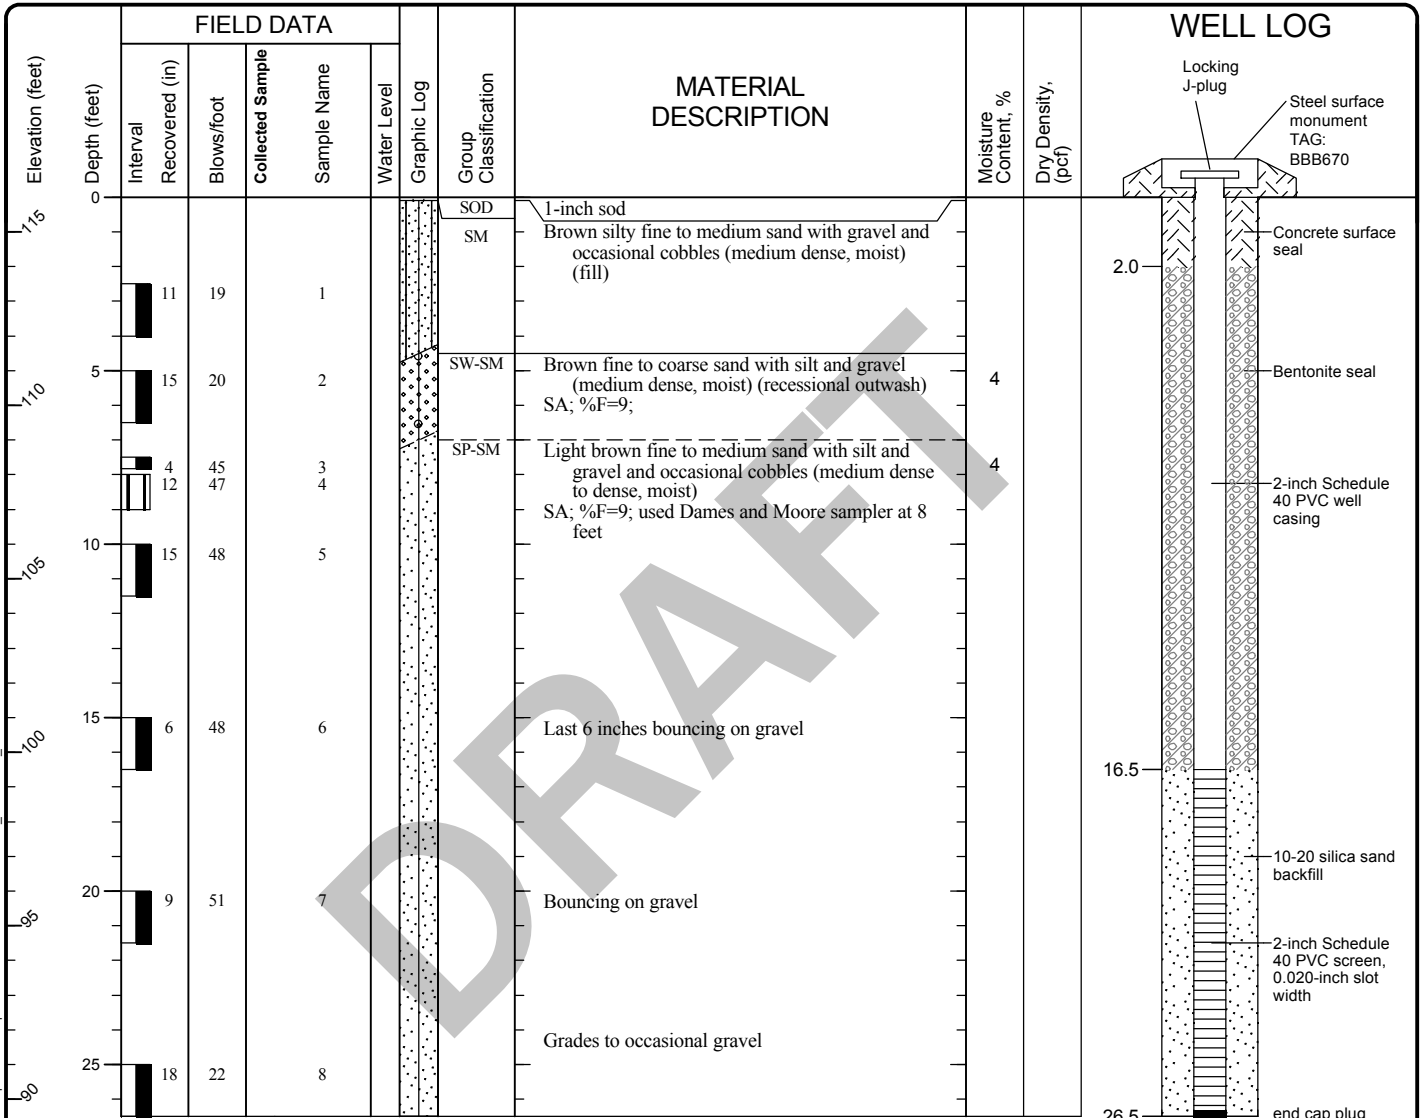 FIELD DATA
WELL LOG
Elevation (feet)
Depth (feet)
Interval
Recovered (in)
Blows/foot
Collected Sample
Sample Name
Water Level
Graphic Log
Group
Classification
MATERIAL
DESCRIPTION
Moisture
Content, %
Dry Density,
(pcf)
Locking
J-plug
Steel surface
monument
TAG:
BBB670
0
SOD
1-inch sod
115
SM
Brown silty fine to medium sand with gravel and
occasional cobbles (medium dense, moist)
(fill)
Concrete surface
seal
2.0
11 19 1
SW-SM
Brown fine to coarse sand with silt and gravel
(medium dense, moist) (recessional outwash)
SA; %F=9;
5
15 20 2
4
Bentonite seal
110
SP-SM
Light brown fine to medium sand with silt and
gravel and occasional cobbles (medium dense
to dense, moist)
SA; %F=9; used Dames and Moore sampler at 8
feet
4 45 3
4
12 47 4
2-inch Schedule
40 PVC well
casing
10
15 48 5
105
DRAFT
15
6 48 6
Last 6 inches bouncing on gravel
100
16.5
10-20 silica sand
backfill
20
9 51 7
Bouncing on gravel
95
2-inch Schedule
40 PVC screen,
0.020-inch slot
width
Grades to occasional gravel
25
18 22 8
90
26.5
end cap plug